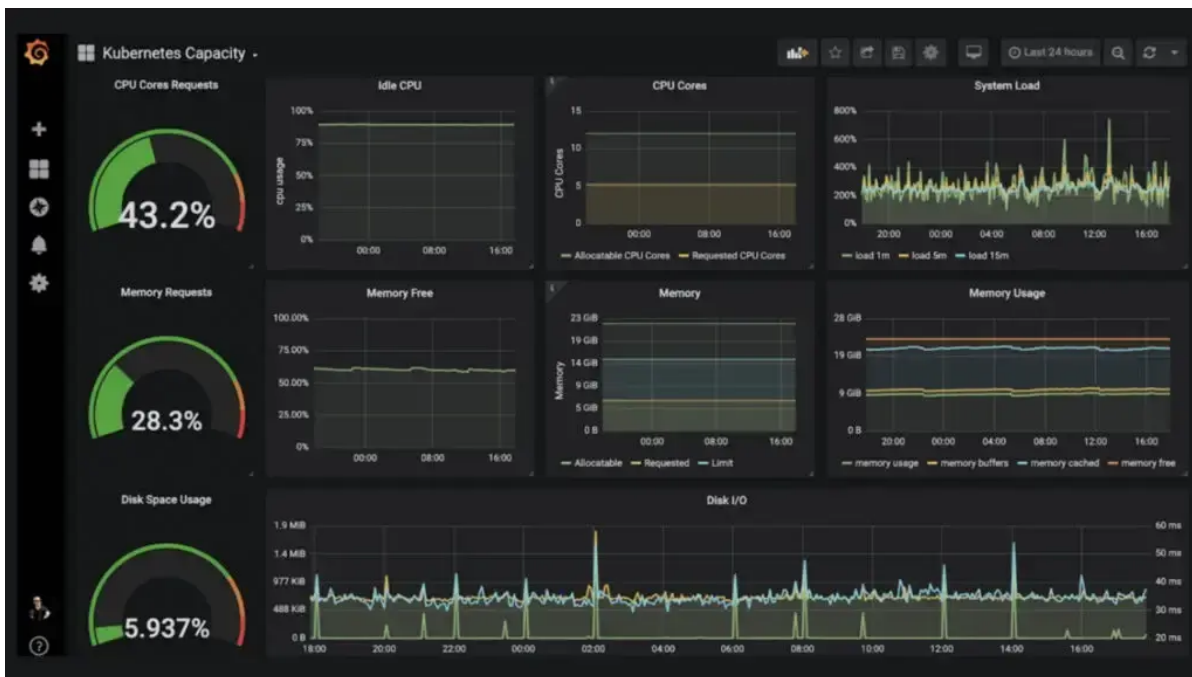 Kubernetes Capacity
Last 24 hours
CPU Cores Requests
43.2%
Idle CPU
cpu usage
100%
75%
50%
25%
0%
00:00 08:00 16:00
CPU Cores
CPU Cores
15
10
5
0
00:00 08:00 16:00
Allocatable CPU Cores Requested CPU Cores
System Load
800%
600%
400%
200%
0%
20:00 00:00 04:00 08:00 12:00 16:00
load 1m load 5m load 15m
Memory Requests
28.3%
Memory Free
100.00%
75.00%
50.00%
25.00%
0%
00:00 08:00 16:00
Memory
Memory
23 GiB
19 GiB
14 GiB
9 GiB
5 GiB
0 B
00:00 08:00 16:00
Allocatable Requested Limit
Memory Usage
28 GiB
19 GiB
9 GiB
0 B
20:00 00:00 04:00 08:00 12:00 16:00
memory usage memory buffers memory cached memory free
Disk Space Usage
5.937%
Disk I/O
1.9 MiB
1.4 MiB
977 KiB
488 KiB
0 B
60 ms
50 ms
40 ms
30 ms
20 ms
18:00 20:00 22:00 00:00 02:00 04:00 06:00 08:00 10:00 12:00 14:00 16:00